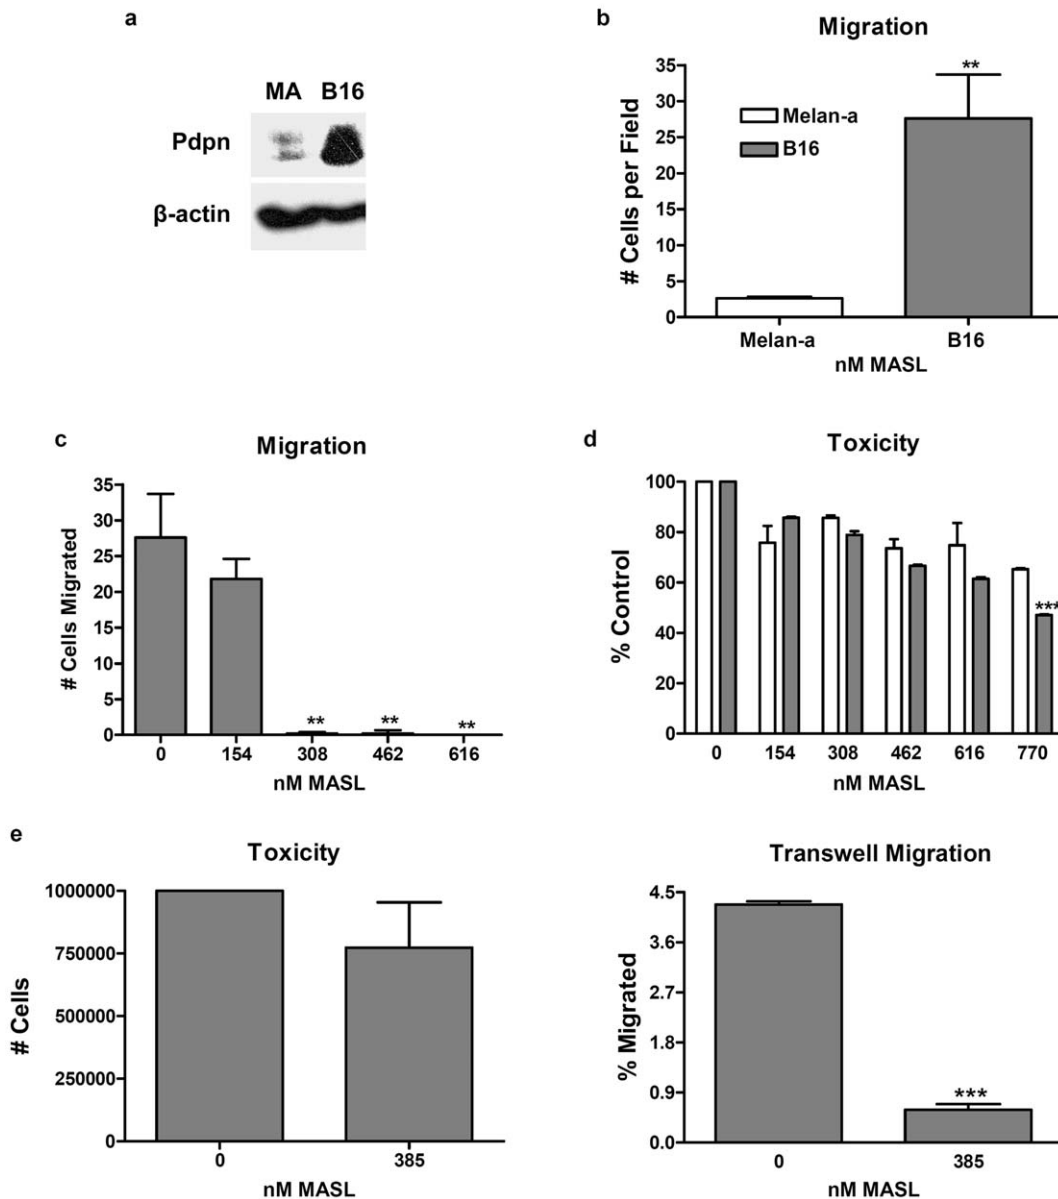 a
MA B16
Pdpn
β-actin
b
Migration
# Cells per Field
35
30
25
20
15
10
5
0
**
Melan-a
B16
Melan-a B16
nM MASL
c
Migration
# Cells Migrated
35
30
25
20
15
10
5
0
** ** **
0 154 308 462 616
nM MASL
d
Toxicity
% Control
100
80
60
40
20
0
***
0 154 308 462 616 770
nM MASL
e
Toxicity
# Cells
1000000
750000
500000
250000
0
0 385
nM MASL
Transwell Migration
% Migrated
4.5
3.6
2.7
1.8
0.9
0.0
***
0 385
nM MASL